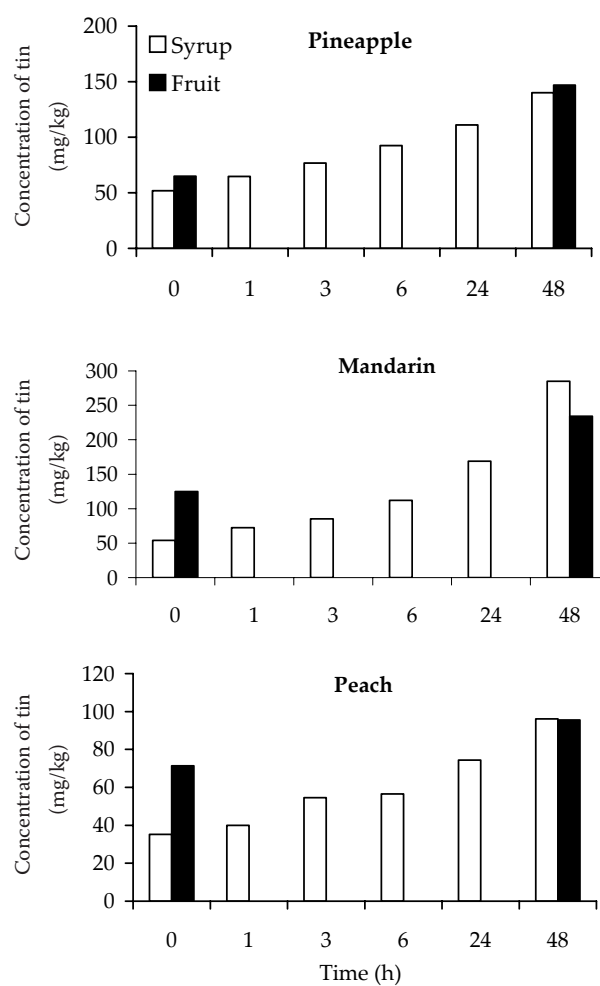 Pineapple
Syrup
Fruit
Concentration of tin
(mg/kg)
200
150
100
50
0
0 1 3 6 24 48
Mandarin
Concentration of tin
(mg/kg)
300
250
200
150
100
50
0
0 1 3 6 24 48
Peach
Concentration of tin
(mg/kg)
120
100
80
60
40
20
0
0 1 3 6 24 48
Time (h)